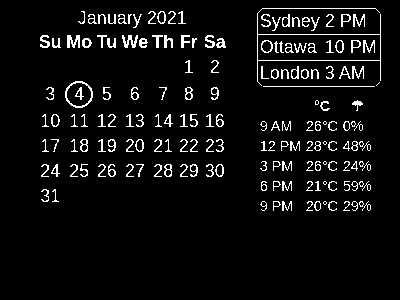 January 2021
Su Mo Tu We Th Fr Sa
1 2
3 4 5 6 7 8 9
10 11 12 13 14 15 16
17 18 19 20 21 22 23
24 25 26 27 28 29 30
31
Sydney 2 PM
Ottawa 10 PM
London 3 AM
°C ☂
9 AM 26°C 0%
12 PM 28°C 48%
3 PM 26°C 24%
6 PM 21°C 59%
9 PM 20°C 29%